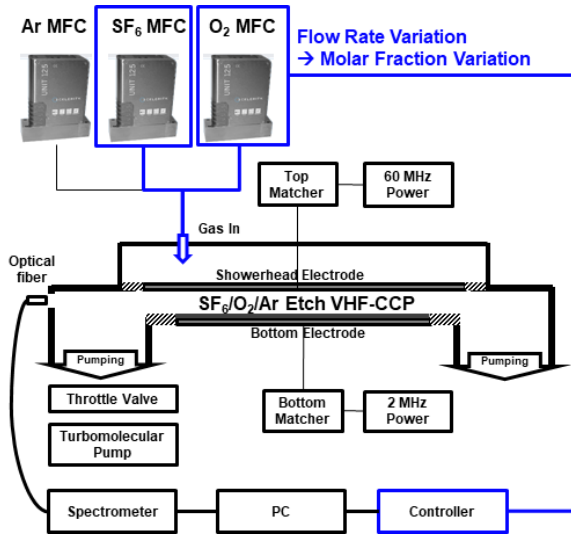 Ar MFC
SF₆ MFC
O₂ MFC
Flow Rate Variation
→ Molar Fraction Variation
UNIT 125
UNIT 125
UNIT 125
Top
Matcher
60 MHz
Power
Gas In
Optical
fiber
Showerhead Electrode
SF₆/O₂/Ar Etch VHF-CCP
Bottom Electrode
Pumping
Pumping
Throttle Valve
Bottom
Matcher
2 MHz
Power
Turbomolecular
Pump
Spectrometer
PC
Controller